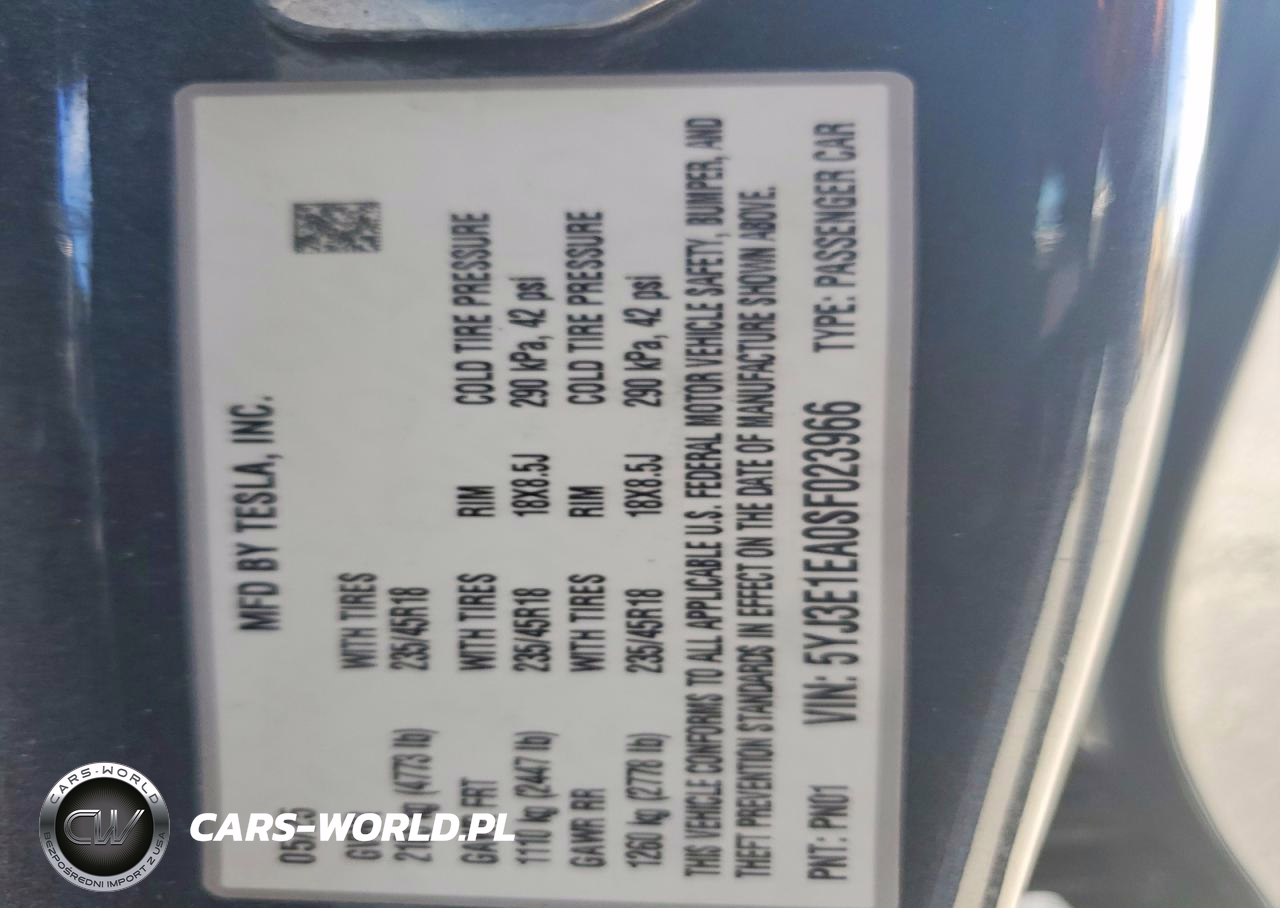 MFD BY TESLA, INC.
WITH TIRES
235/45R18
kg (4773 lb)
GAWR FRT WITH TIRES RIM COLD TIRE PRESSURE
1110 kg (2447 lb) 235/45R18 18X8.5J 290 kPa, 42 psi
GAWR RR WITH TIRES RIM COLD TIRE PRESSURE
1260 kg (2778 lb) 235/45R18 18X8.5J 290 kPa, 42 psi
THIS VEHICLE CONFORMS TO ALL APPLICABLE U.S. FEDERAL MOTOR VEHICLE SAFETY, BUMPER, AND
THEFT PREVENTION STANDARDS IN EFFECT ON THE DATE OF MANUFACTURE SHOWN ABOVE.
PNT: PN01 VIN: 5YJ3E1EA0SF023966 TYPE: PASSENGER CAR
CARS-WORLD
CW
BEZPOŚREDNI IMPORT Z USA
CARS-WORLD.PL